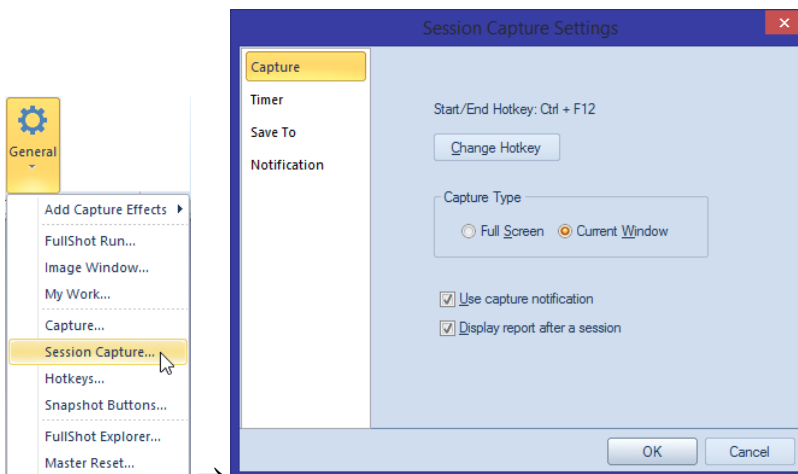 General
Add Capture Effects
FullShot Run...
Image Window...
My Work...
Capture...
Session Capture...
Hotkeys...
Snapshot Buttons...
FullShot Explorer...
Master Reset...
Session Capture Settings
Capture
Timer
Save To
Notification
Start/End Hotkey: Ctrl + F12
Change Hotkey
Capture Type
Full Screen
Current Window
Use capture notification
Display report after a session
OK
Cancel